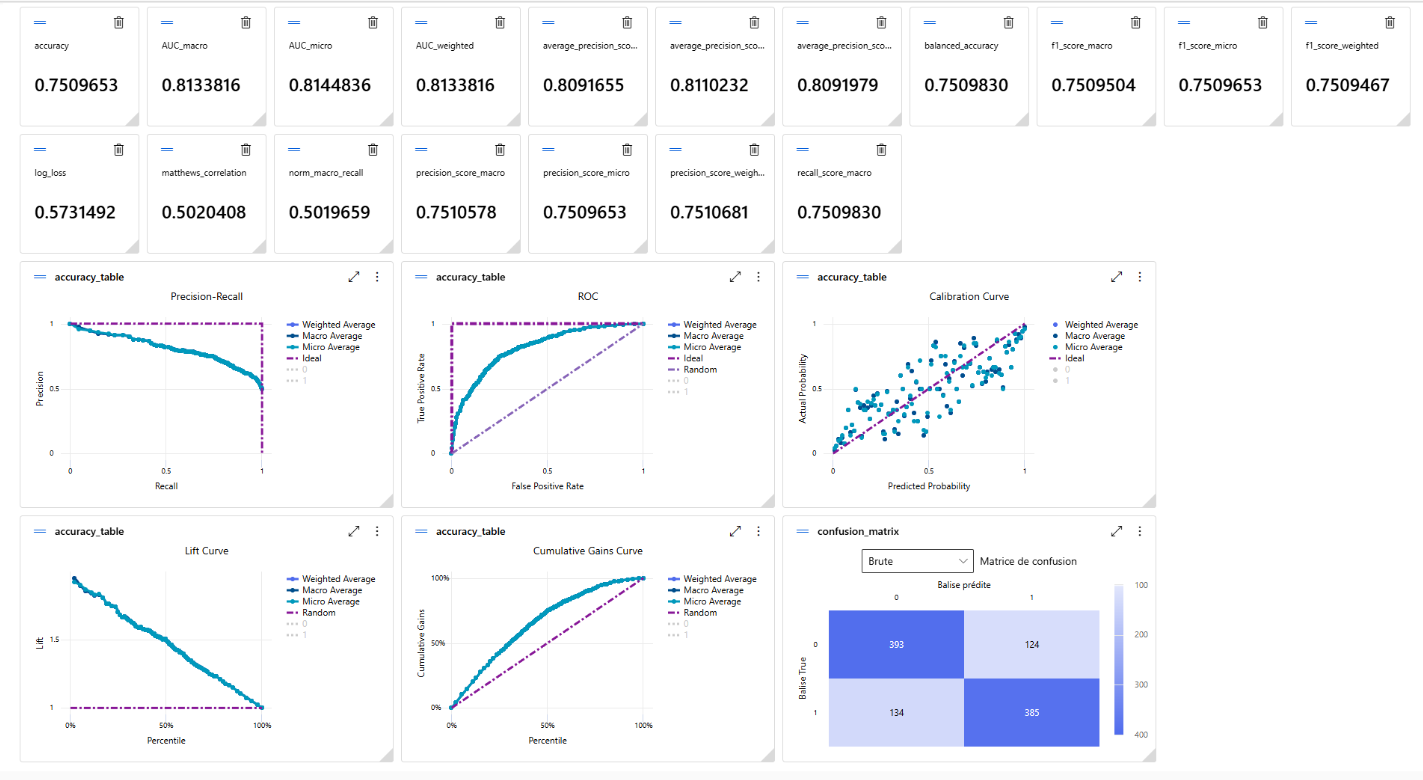 accuracy
AUC_macro
AUC_micro
AUC_weighted
average_precision_sco...
average_precision_sco...
average_precision_sco...
balanced_accuracy
f1_score_macro
f1_score_micro
f1_score_weighted
0.7509653
0.8133816
0.8144836
0.8133816
0.8091655
0.8110232
0.8091979
0.7509830
0.7509504
0.7509653
0.7509467
log_loss
matthews_correlation
norm_macro_recall
precision_score_macro
precision_score_micro
precision_score_weigh...
recall_score_macro
0.5731492
0.5020408
0.5019659
0.7510578
0.7509653
0.7510681
0.7509830
accuracy_table
Precision-Recall
1
0.5
0
Precision
0
0.5
1
Recall
Weighted Average
Macro Average
Micro Average
Ideal
0
1
accuracy_table
ROC
1
0.5
0
True Positive Rate
0
0.5
1
False Positive Rate
Weighted Average
Macro Average
Micro Average
Ideal
Random
0
1
accuracy_table
Calibration Curve
1
0.5
0
Actual Probability
0
0.5
1
Predicted Probability
Weighted Average
Macro Average
Micro Average
Ideal
0
1
accuracy_table
Lift Curve
1.5
1
Lift
0%
50%
100%
Percentile
Weighted Average
Macro Average
Micro Average
Random
0
1
accuracy_table
Cumulative Gains Curve
100%
50%
0%
Cumulative Gains
0%
50%
100%
Percentile
Weighted Average
Macro Average
Micro Average
Random
0
1
confusion_matrix
Brute
Matrice de confusion
Balise prédite
0
1
Balise True
0
393
124
1
134
385
100
200
300
400